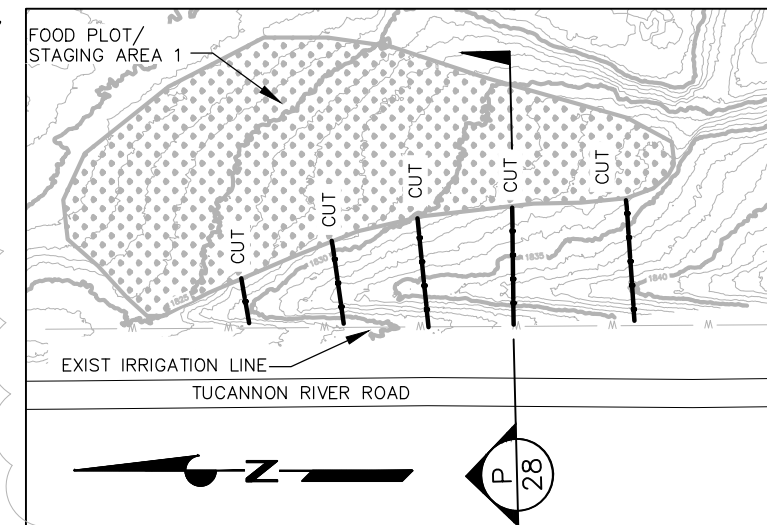 FOOD PLOT/
STAGING AREA 1
CUT
CUT
CUT
CUT
CUT
1825
1830
1835
1840
W
W
W
W
W
W
W
EXIST IRRIGATION LINE
TUCANNON RIVER ROAD
N
P
28